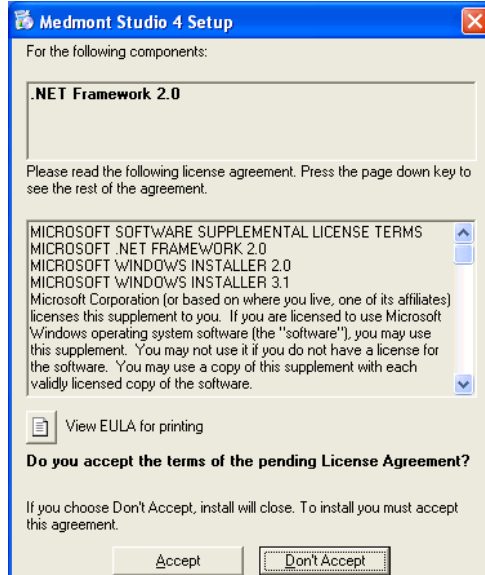 Medmont Studio 4 Setup
For the following components:
.NET Framework 2.0
Please read the following license agreement. Press the page down key to
see the rest of the agreement.
MICROSOFT SOFTWARE SUPPLEMENTAL LICENSE TERMS
MICROSOFT .NET FRAMEWORK 2.0
MICROSOFT WINDOWS INSTALLER 2.0
MICROSOFT WINDOWS INSTALLER 3.1
Microsoft Corporation (or based on where you live, one of its affiliates)
licenses this supplement to you.  If you are licensed to use Microsoft
Windows operating system software (the "software"), you may use
this supplement.  You may not use it if you do not have a license for
the software.  You may use a copy of this supplement with each
validly licensed copy of the software.
View EULA for printing
Do you accept the terms of the pending License Agreement?
If you choose Don't Accept, install will close. To install you must accept
this agreement.
Accept
Don't Accept